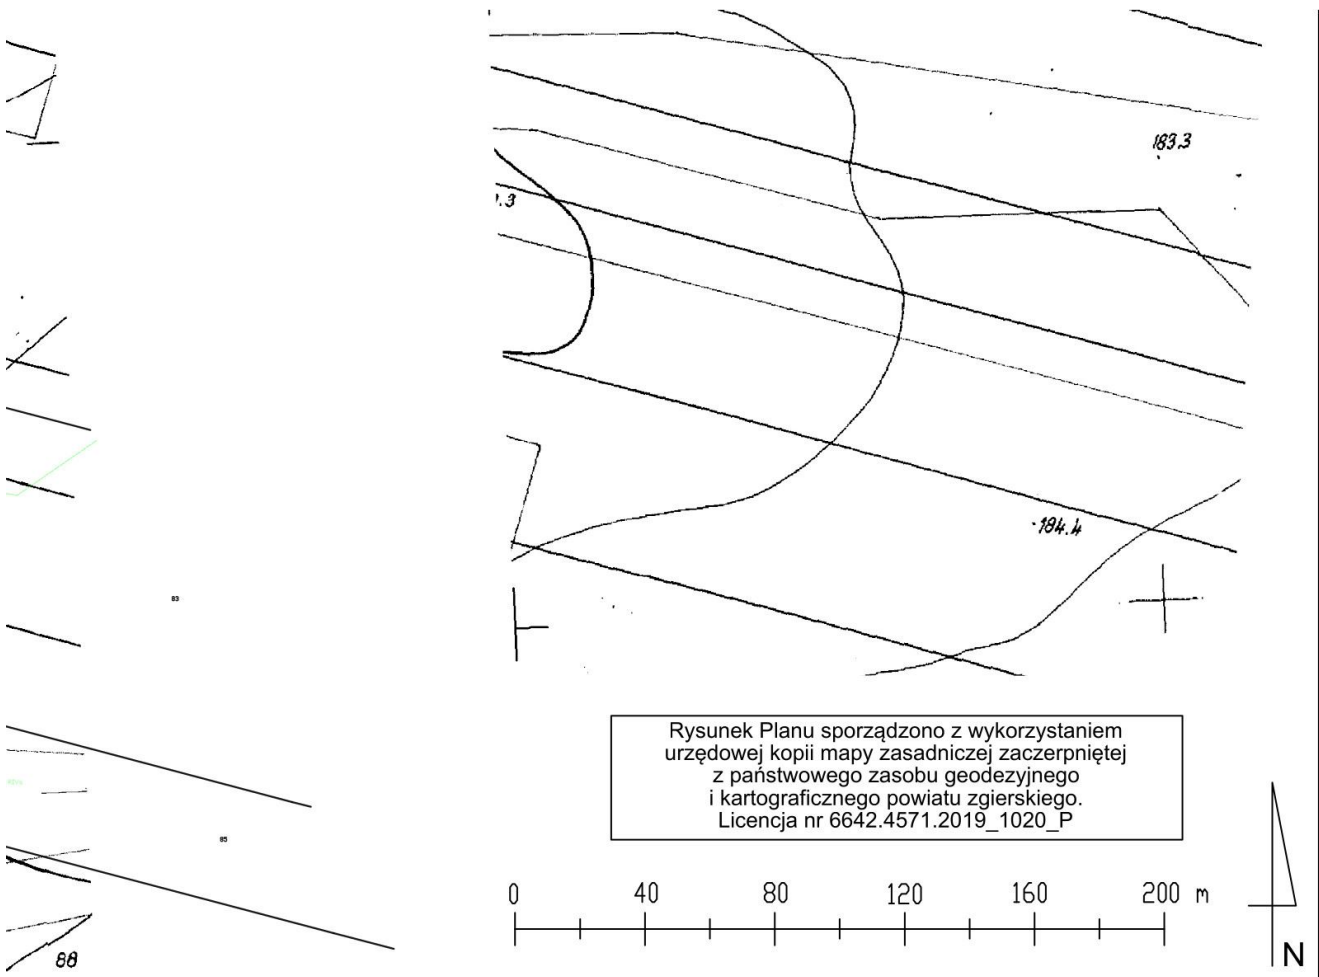 183.3
.3
184.4
83
Rysunek Planu sporządzono z wykorzystaniem
urzędowej kopii mapy zasadniczej zaczerpniętej
z państwowego zasobu geodezyjnego
i kartograficznego powiatu zgierskiego.
Licencja nr 6642.4571.2019_1020_P
85
0 40 80 120 160 200 m
88
N